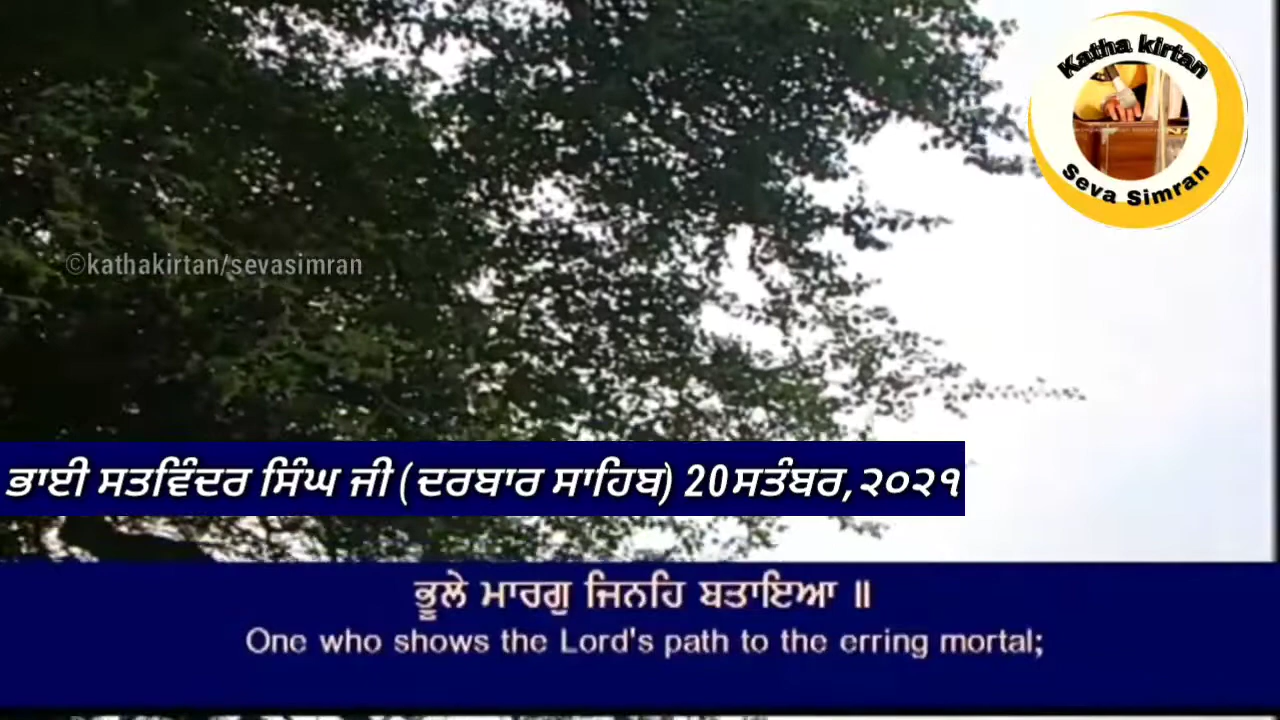 Katha kirtan
Seva Simran
©kathakirtan/sevasimran
ਭਾਈ ਸਤਵਿੰਦਰ ਸਿੰਘ ਜੀ (ਦਰਬਾਰ ਸਾਹਿਬ) 20ਸਤੰਬਰ,੨੦੨੧
ਭੂਲੇ ਮਾਰਗੁ ਜਿਨਹਿ ਬਤਾਇਆ ॥
One who shows the Lord's path to the erring mortal;